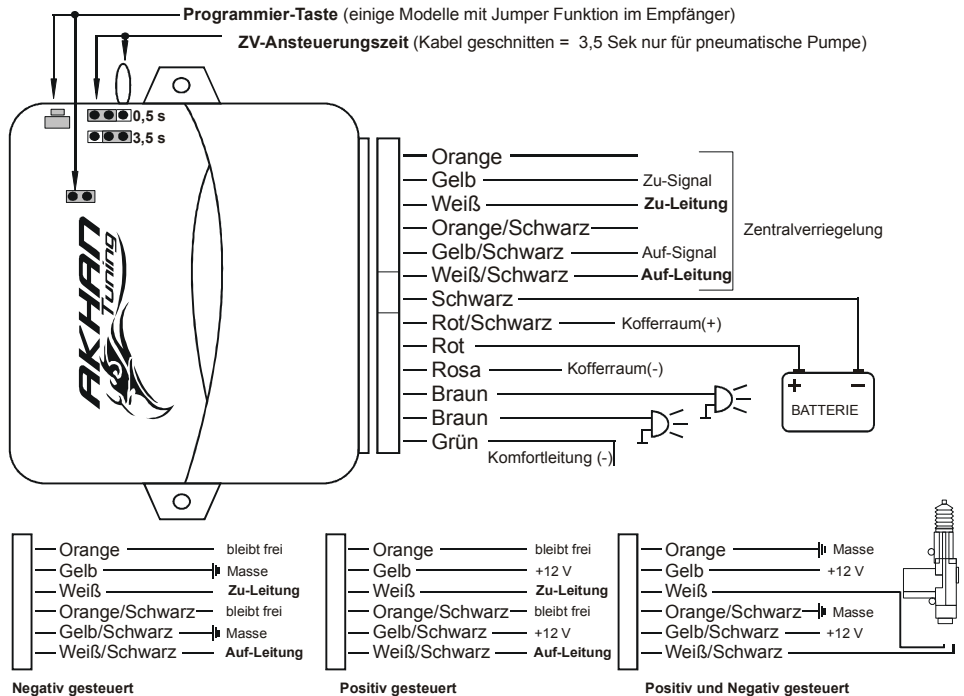 Programmier-Taste (einige Modelle mit Jumper Funktion im Empfänger)
ZV-Ansteuerungszeit (Kabel geschnitten = 3,5 Sek nur für pneumatische Pumpe)
0,5 s
3,5 s
AKHAN
Tuning
Orange
Gelb Zu-Signal
Weiß Zu-Leitung
Orange/Schwarz
Zentralverriegelung
Gelb/Schwarz Auf-Signal
Weiß/Schwarz Auf-Leitung
Schwarz
Rot/Schwarz Kofferraum(+)
Rot
Rosa Kofferraum(-)
Braun
Braun
Grün Komfortleitung (-)
+ −
BATTERIE
Orange bleibt frei
Gelb Masse
Weiß Zu-Leitung
Orange/Schwarz bleibt frei
Gelb/Schwarz Masse
Weiß/Schwarz Auf-Leitung
Negativ gesteuert
Orange bleibt frei
Gelb +12 V
Weiß Zu-Leitung
Orange/Schwarz bleibt frei
Gelb/Schwarz +12 V
Weiß/Schwarz Auf-Leitung
Positiv gesteuert
Orange Masse
Gelb +12 V
Weiß
Orange/Schwarz Masse
Gelb/Schwarz +12 V
Weiß/Schwarz
Positiv und Negativ gesteuert